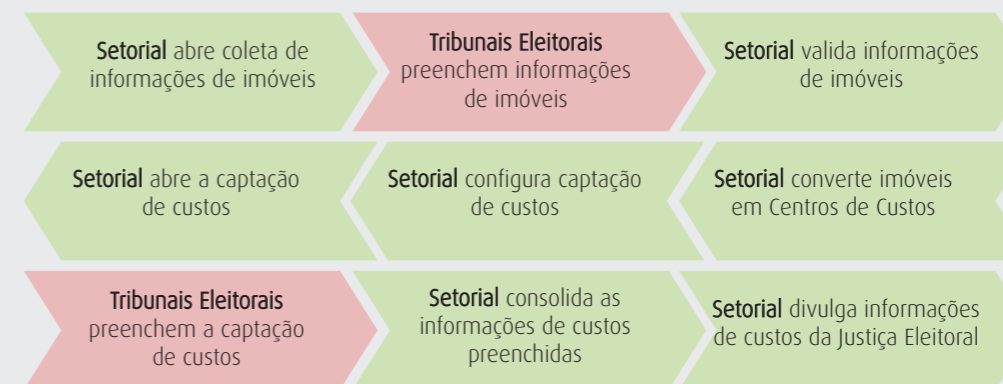 Setorial abre coleta de
informações de imóveis
Tribunais Eleitorais
preenchem informações
de imóveis
Setorial valida informações
de imóveis
Setorial abre a captação
de custos
Setorial configura captação
de custos
Setorial converte imóveis
em Centros de Custos
Tribunais Eleitorais
preenchem a captação
de custos
Setorial consolida as
informações de custos
preenchidas
Setorial divulga informações
de custos da Justiça Eleitoral